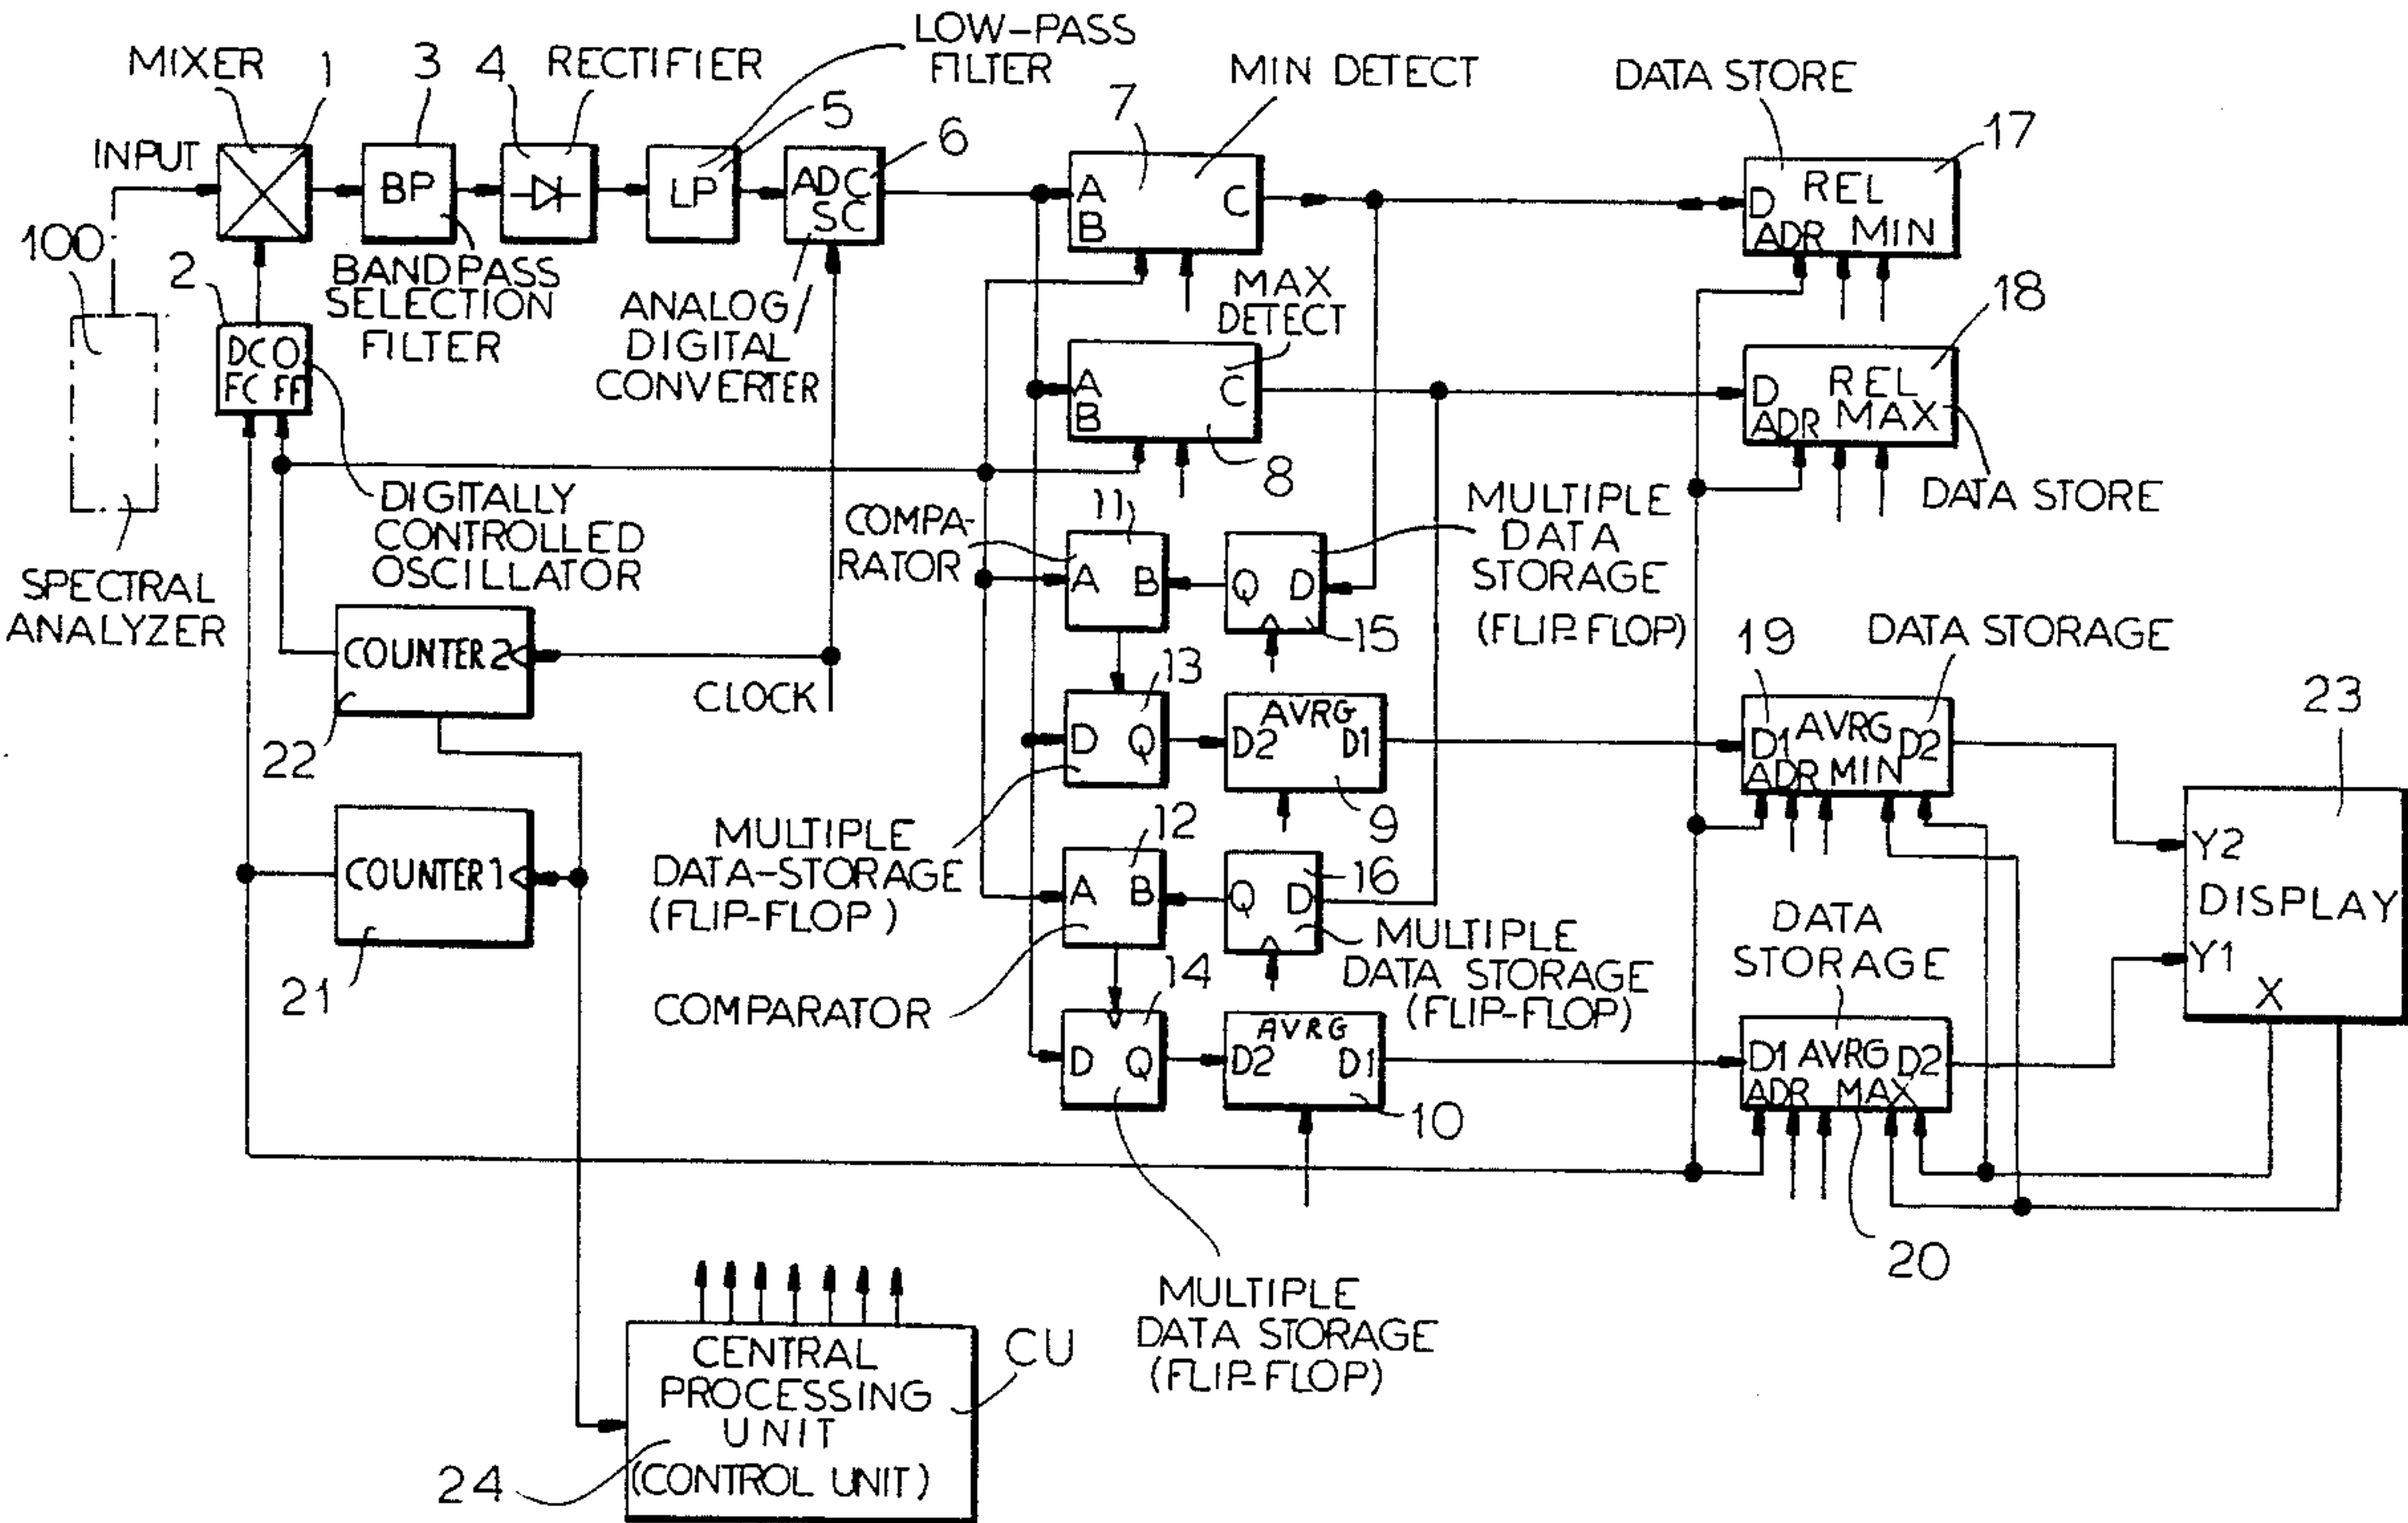 MIXER
1
3
4
RECTIFIER
LOW-PASS
FILTER
5
6
7
MIN DETECT
DATA STORE
17
INPUT
BP
LP
ADC
SC
A
B
C
D
REL
ADR MIN
100
2
BANDPASS
SELECTION
FILTER
ANALOG/
DIGITAL
CONVERTER
MAX
DETECT
18
DCO
FC FF
A
B
C
8
D
REL
ADR MAX
DATA STORE
DIGITALLY
CONTROLLED
OSCILLATOR
SPECTRAL
ANALYZER
COMPA-
RATOR
11
A B
Q D
15
MULTIPLE
DATA
STORAGE
(FLIP-FLOP)
COUNTER 2
22
CLOCK
13
D Q
AVRG
D2 D1
9
19
DATA STORAGE
D1 AVRG D2
ADR MIN
23
COUNTER 1
21
MULTIPLE
DATA-STORAGE
(FLIP-FLOP)
12
A B
Q D
16
MULTIPLE
DATA STORAGE
(FLIP-FLOP)
DATA
STORAGE
Y2
DISPLAY
Y1
X
COMPARATOR
14
D Q
AVRG
D2 D1
10
D1 AVRG D2
ADR MAX
20
MULTIPLE
DATA STORAGE
(FLIP-FLOP)
CENTRAL
PROCESSING
UNIT
(CONTROL UNIT)
CU
24